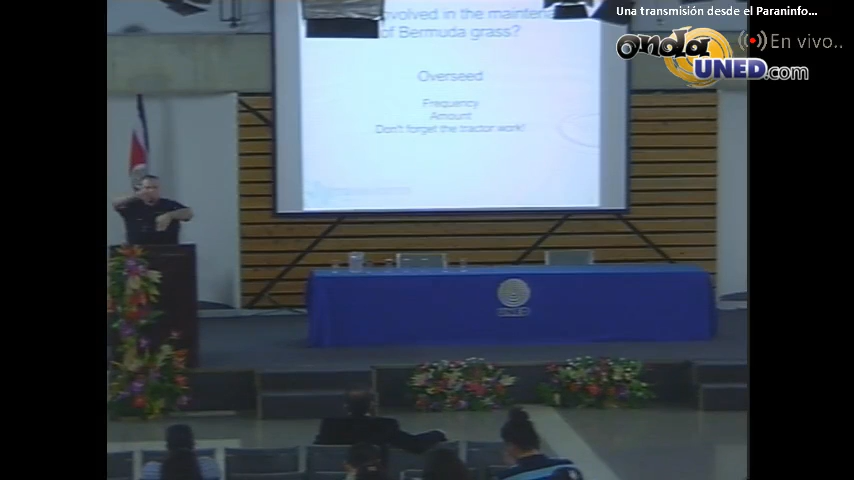 Una transmisión desde el Paraninfo...
onda UNED.com
En vivo..
volved in the mainten
of Bermuda grass?
Overseed
Frequency
Amount
Don't forget the tractor work!
UNED